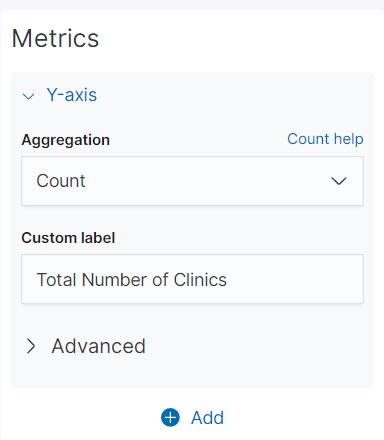 Metrics
Y-axis
Aggregation Count help
Count
Custom label
Total Number of Clinics
Advanced
Add